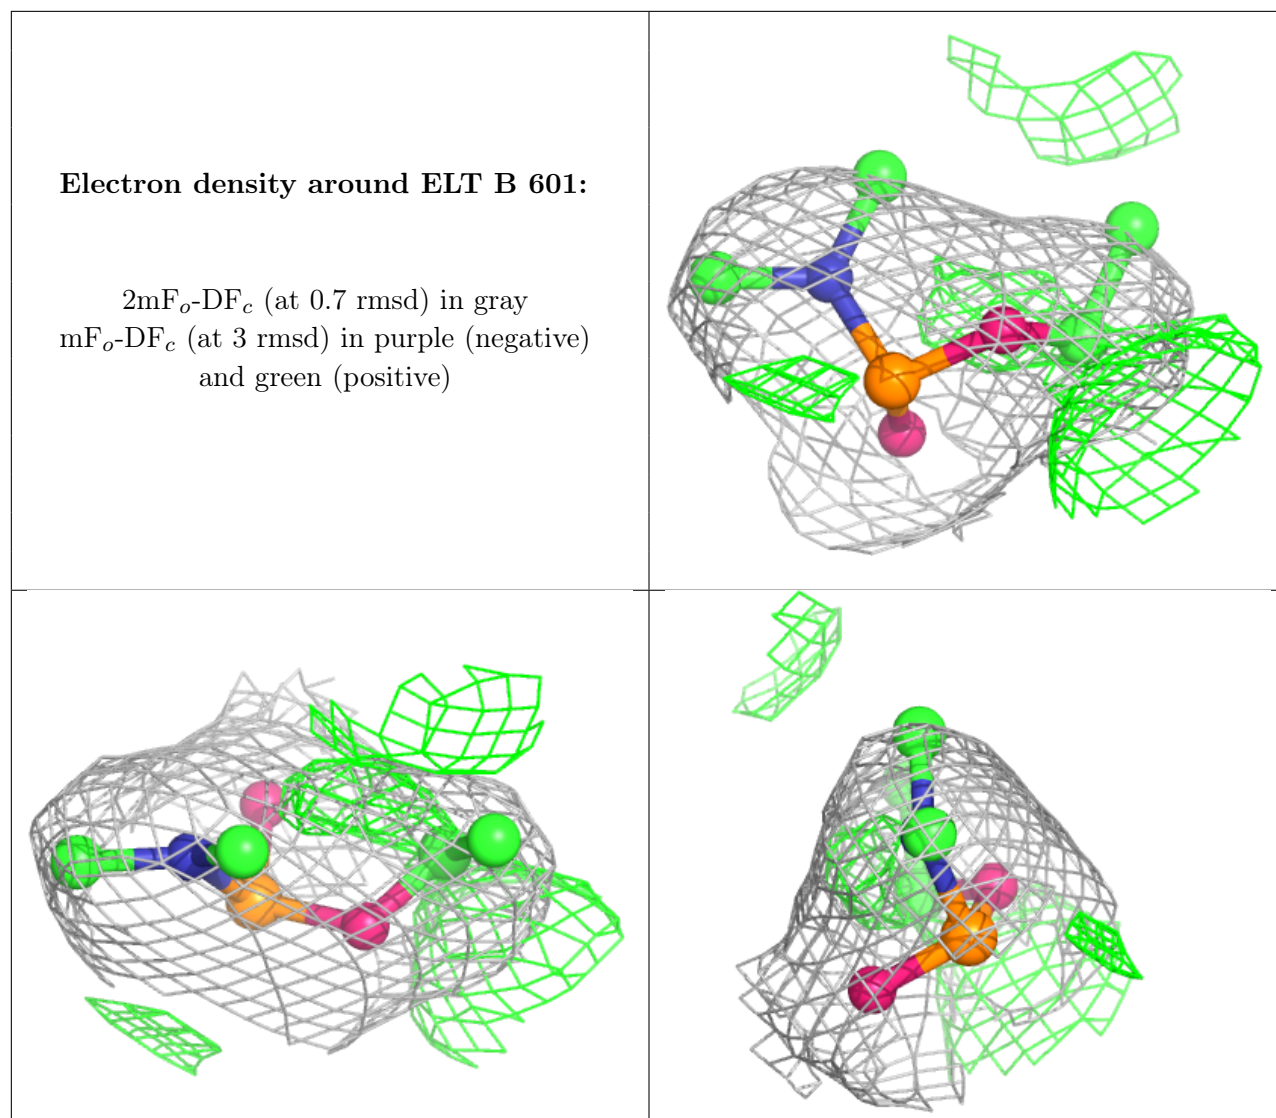 Electron density around ELT B 601:
2mFo-DFc (at 0.7 rmsd) in gray
mFo-DFc (at 3 rmsd) in purple (negative)
and green (positive)